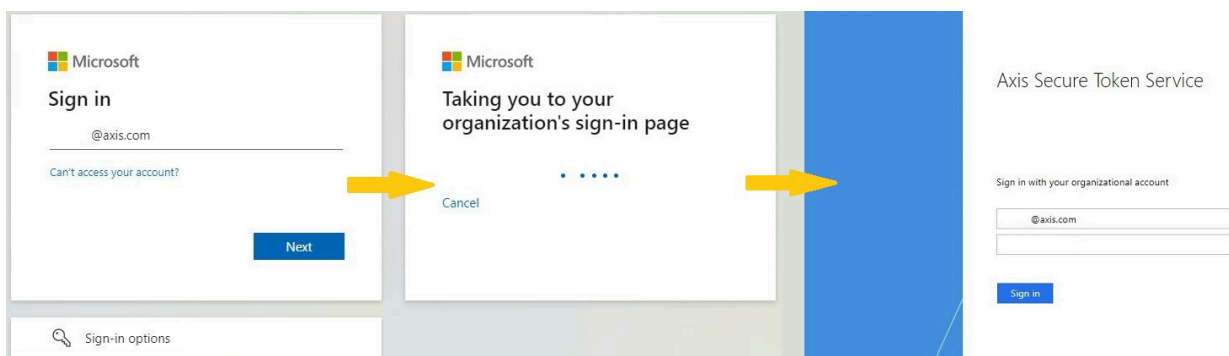 Microsoft
Sign in
@axis.com
Can't access your account?
Next
Sign-in options
Microsoft
Taking you to your
organization's sign-in page
Cancel
Axis Secure Token Service
Sign in with your organizational account
@axis.com
Sign in